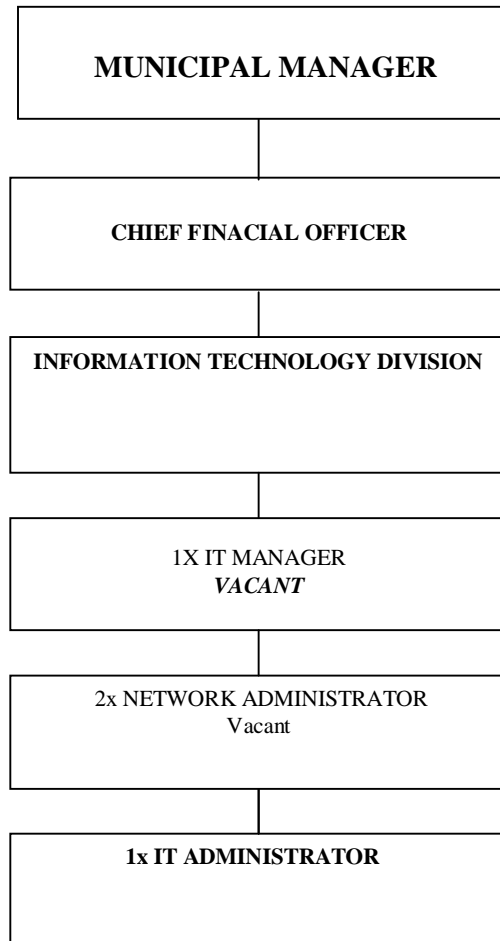 MUNICIPAL MANAGER
CHIEF FINACIAL OFFICER
INFORMATION TECHNOLOGY DIVISION
1X IT MANAGER
VACANT
2x NETWORK ADMINISTRATOR
Vacant
1x IT ADMINISTRATOR